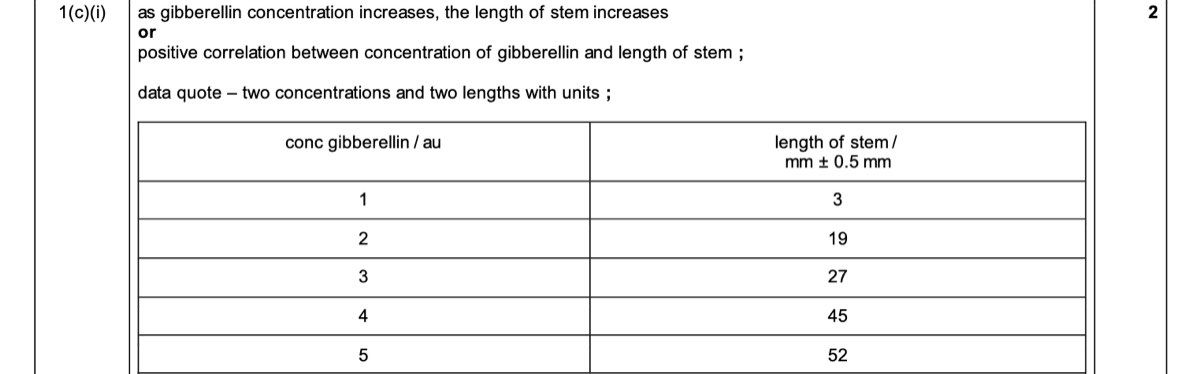 1(c)(i) as gibberellin concentration increases, the length of stem increases 2
or
positive correlation between concentration of gibberellin and length of stem ;
data quote – two concentrations and two lengths with units ;
conc gibberellin / au length of stem /
mm ± 0.5 mm
1 3
2 19
3 27
4 45
5 52